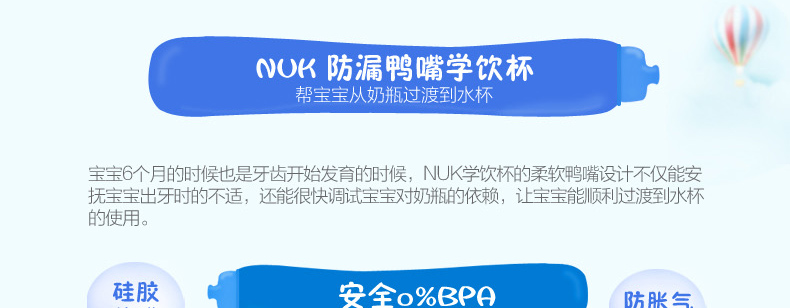 NUK 防漏鸭嘴学饮杯
帮宝宝从奶瓶过渡到水杯
宝宝6个月的时候也是牙齿开始发育的时候，NUK学饮杯的柔软鸭嘴设计不仅能安
抚宝宝出牙时的不适，还能很快调试宝宝对奶瓶的依赖，让宝宝能顺利过渡到水杯
的使用。
硅胶
安全0%BPA
防胀气